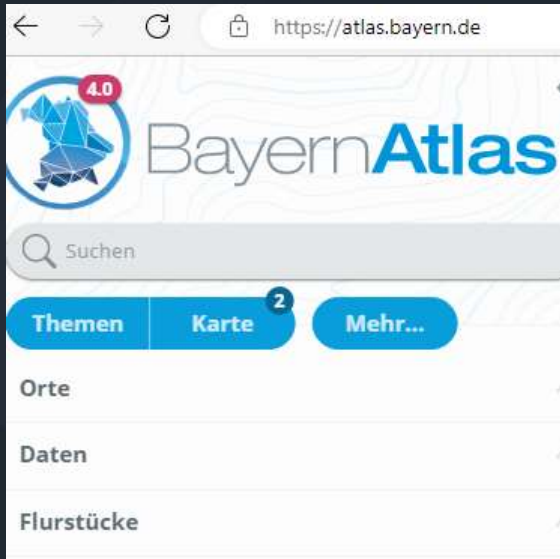 https://atlas.bayern.de
4.0
BayernAtlas
Suchen
2
Themen Karte Mehr...
Orte
Daten
Flurstücke